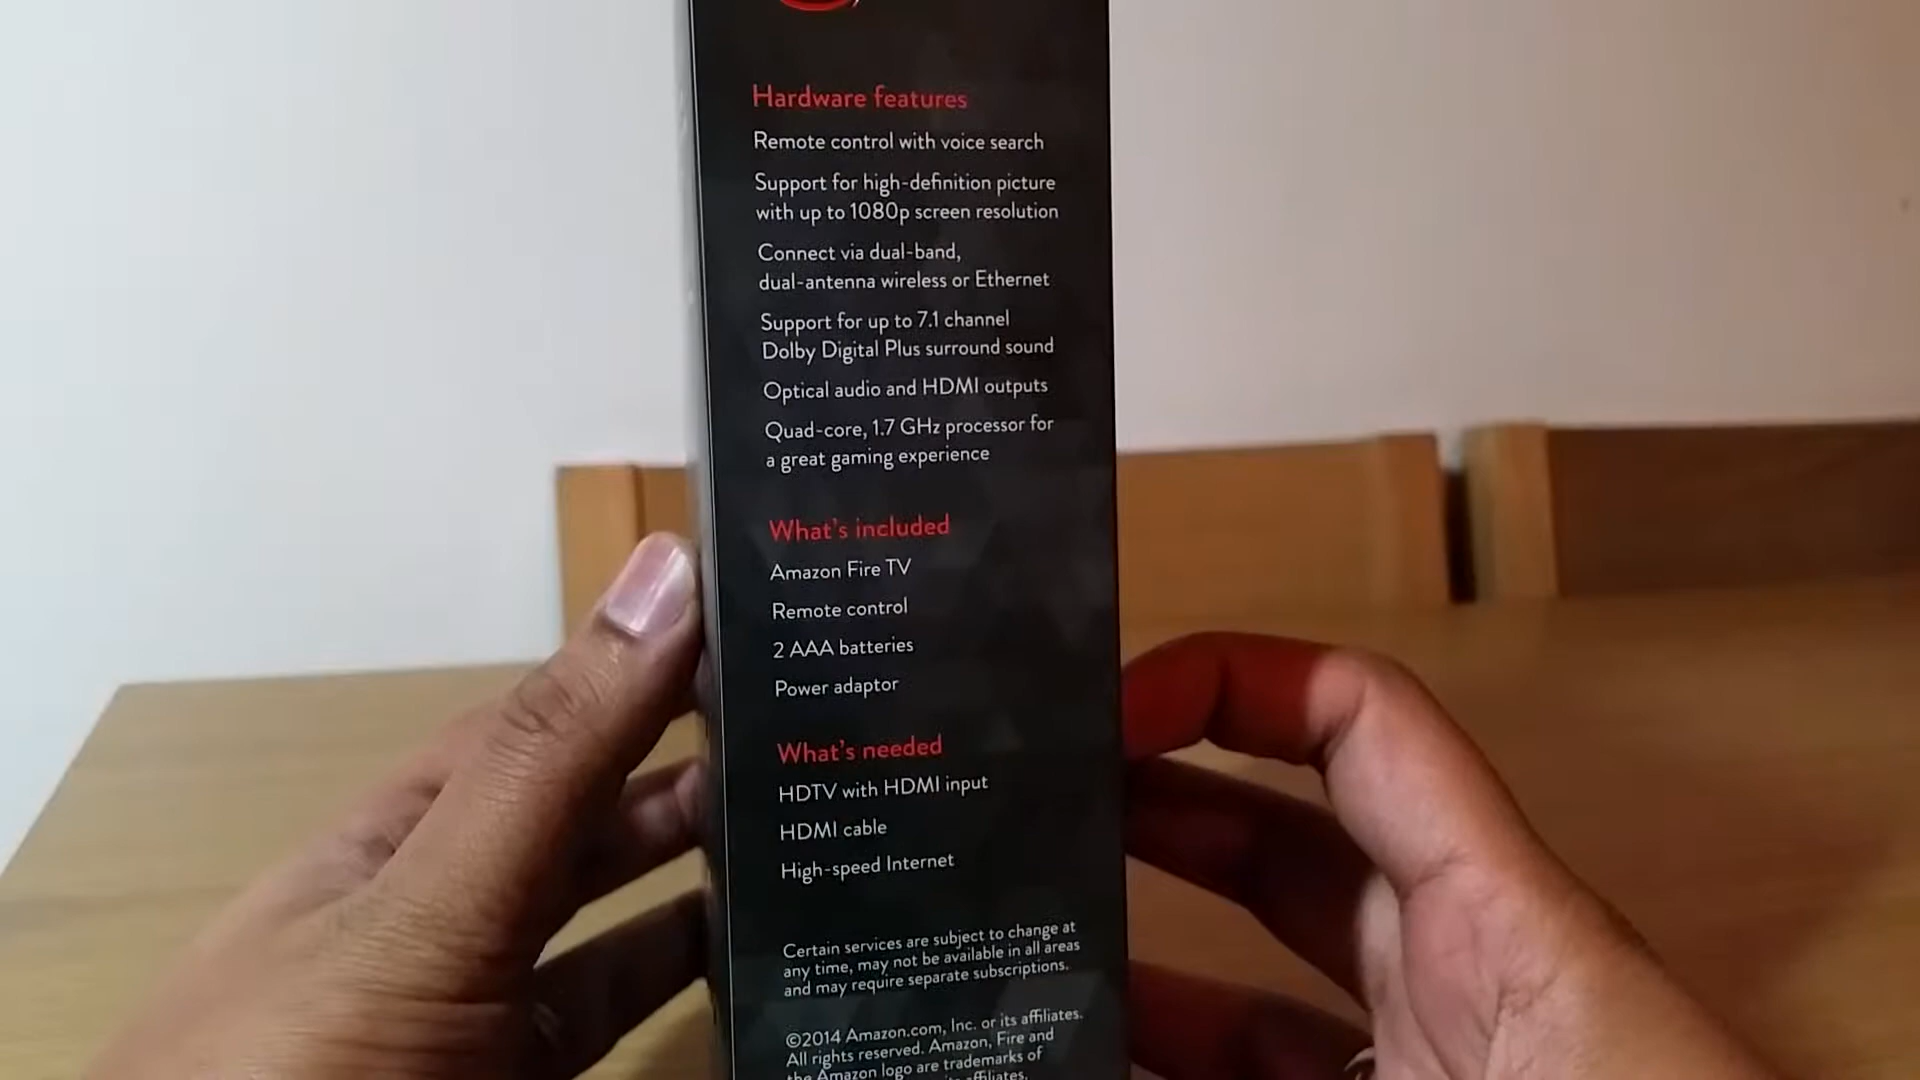 Hardware features
Remote control with voice search
Support for high-definition picture
with up to 1080p screen resolution
Connect via dual-band,
dual-antenna wireless or Ethernet
Support for up to 7.1 channel
Dolby Digital Plus surround sound
Optical audio and HDMI outputs
Quad-core, 1.7 GHz processor for
a great gaming experience
What's included
Amazon Fire TV
Remote control
2 AAA batteries
Power adaptor
What's needed
HDTV with HDMI input
HDMI cable
High-speed Internet
Certain services are subject to change at
any time, may not be available in all areas
and may require separate subscriptions.
©2014 Amazon.com, Inc. or its affiliates.
All rights reserved. Amazon, Fire and
the Amazon logo are trademarks of
affiliates.